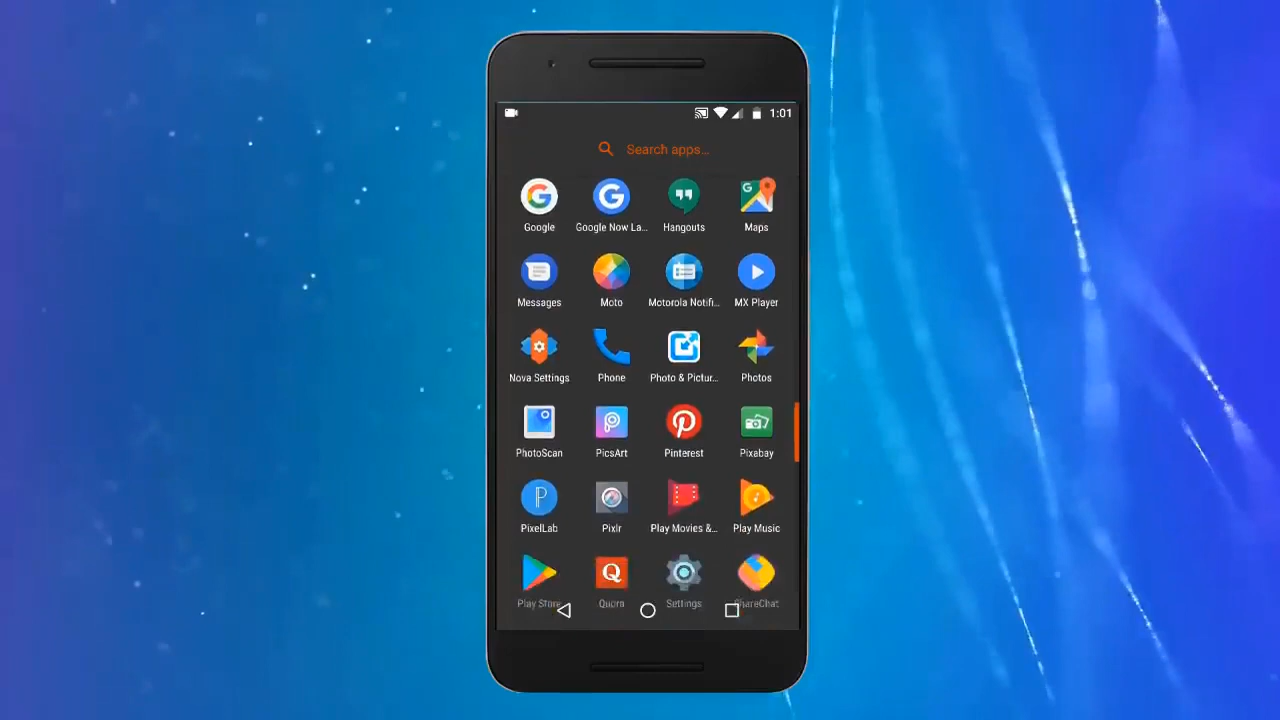 1:01
Search apps...
Google Google Now La... Hangouts Maps
Messages Moto Motorola Notifi... MX Player
Nova Settings Phone Photo & Pictur... Photos
PhotoScan PicsArt Pinterest Pixabay
PixelLab Pixlr Play Movies &... Play Music
Play Store Quora Settings ShareChat